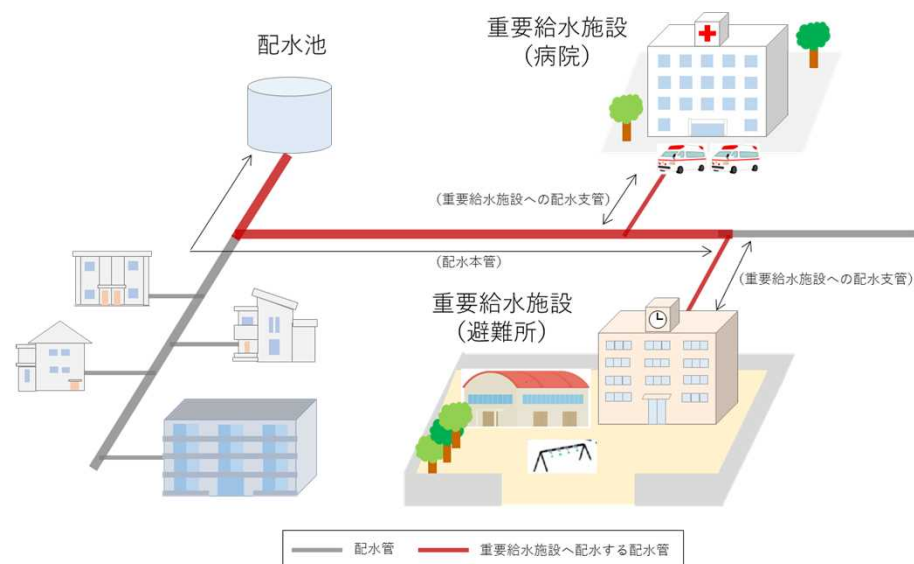 配水池
重要給水施設
（病院）
(重要給水施設への配水支管)
(配水本管)
(重要給水施設への配水支管)
重要給水施設
（避難所）
配水管
重要給水施設へ配水する配水管